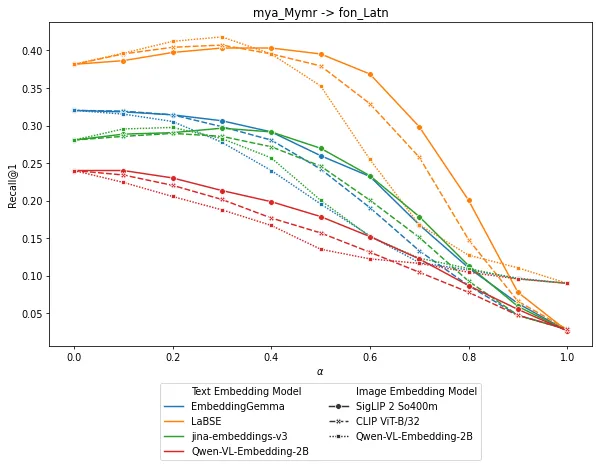 mya_Mymr -> fon_Latn
Recall@1
0.40
0.35
0.30
0.25
0.20
0.15
0.10
0.05
0.0 0.2 0.4 0.6 0.8 1.0
α
Text Embedding Model Image Embedding Model
EmbeddingGemma SigLIP 2 So400m
LaBSE CLIP ViT-B/32
jina-embeddings-v3 Qwen-VL-Embedding-2B
Qwen-VL-Embedding-2B